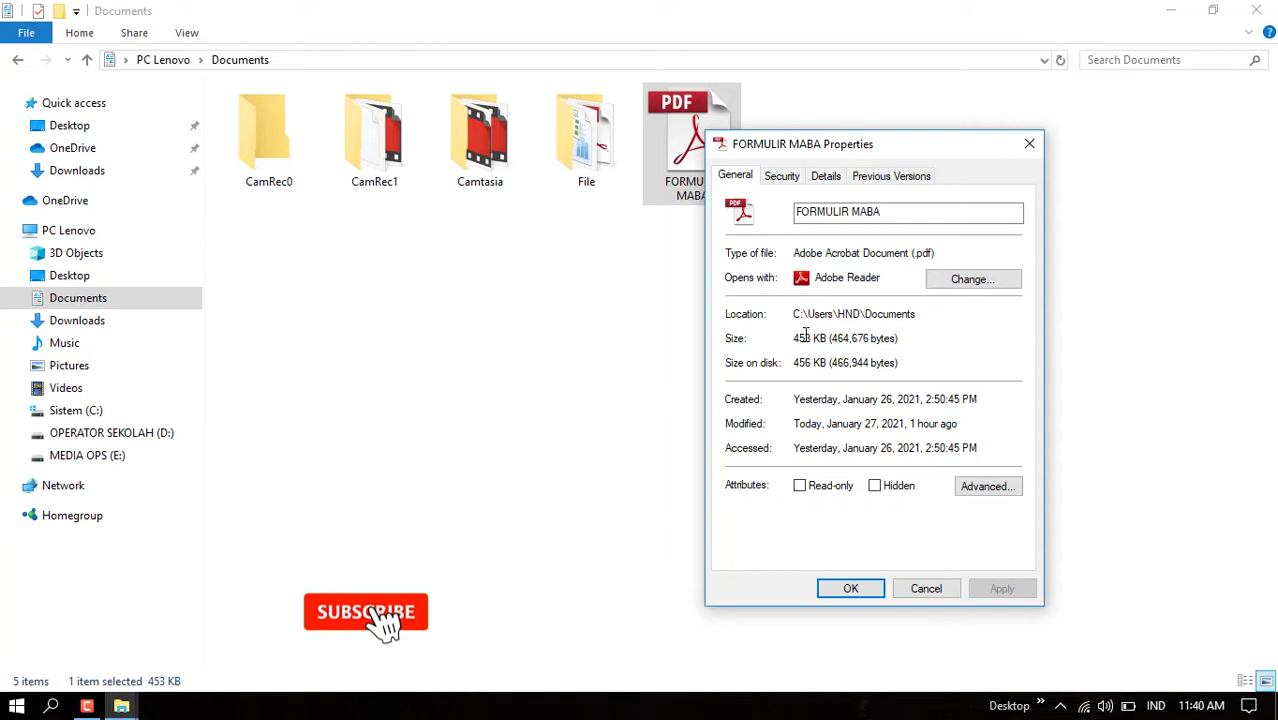 Documents
File Home Share View
PC Lenovo Documents
Search Documents
Quick access
Desktop
OneDrive
Downloads
OneDrive
PC Lenovo
3D Objects
Desktop
Documents
Downloads
Music
Pictures
Videos
Sistem (C:)
OPERATOR SEKOLAH (D:)
MEDIA OPS (E:)
Network
Homegroup
CamRec0
CamRec1
Camtasia
File
PDF
FORMULIR MABA Properties
General Security Details Previous Versions
PDF
FORMULIR MABA
Type of file: Adobe Acrobat Document (.pdf)
Opens with: Adobe Reader Change...
Location: C:\Users\HND\Documents
Size: 453 KB (464,676 bytes)
Size on disk: 456 KB (466,944 bytes)
Created: Yesterday, January 26, 2021, 2:50:45 PM
Modified: Today, January 27, 2021, 1 hour ago
Accessed: Yesterday, January 26, 2021, 2:50:45 PM
Attributes: Read-only Hidden Advanced...
OK Cancel Apply
SUBSCRIBE
5 items 1 item selected 453 KB
Desktop IND 11:40 AM